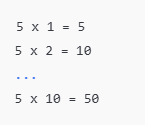 5 x 1 = 5
5 x 2 = 10
...
5 x 10 = 50